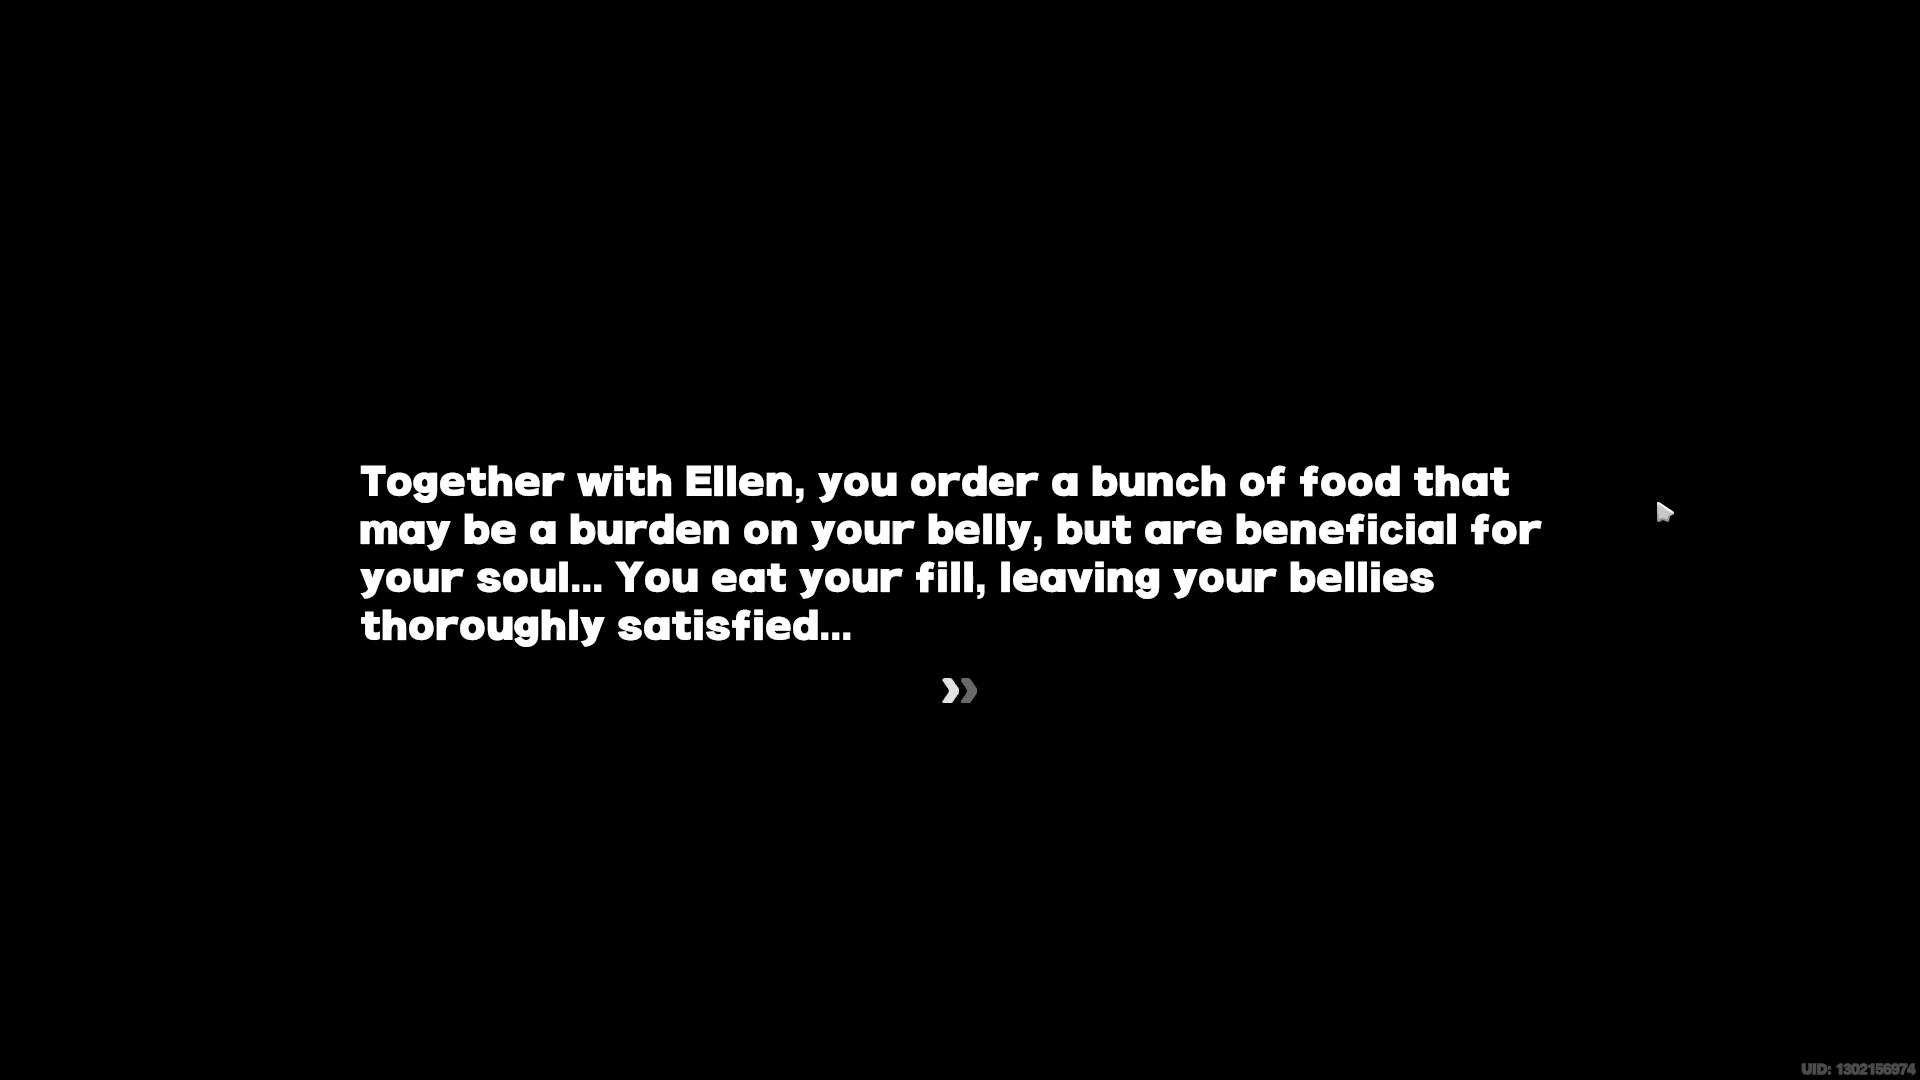 Together with Ellen, you order a bunch of food that
may be a burden on your belly, but are beneficial for
your soul... You eat your fill, leaving your bellies
thoroughly satisfied...
UID: 1302156974